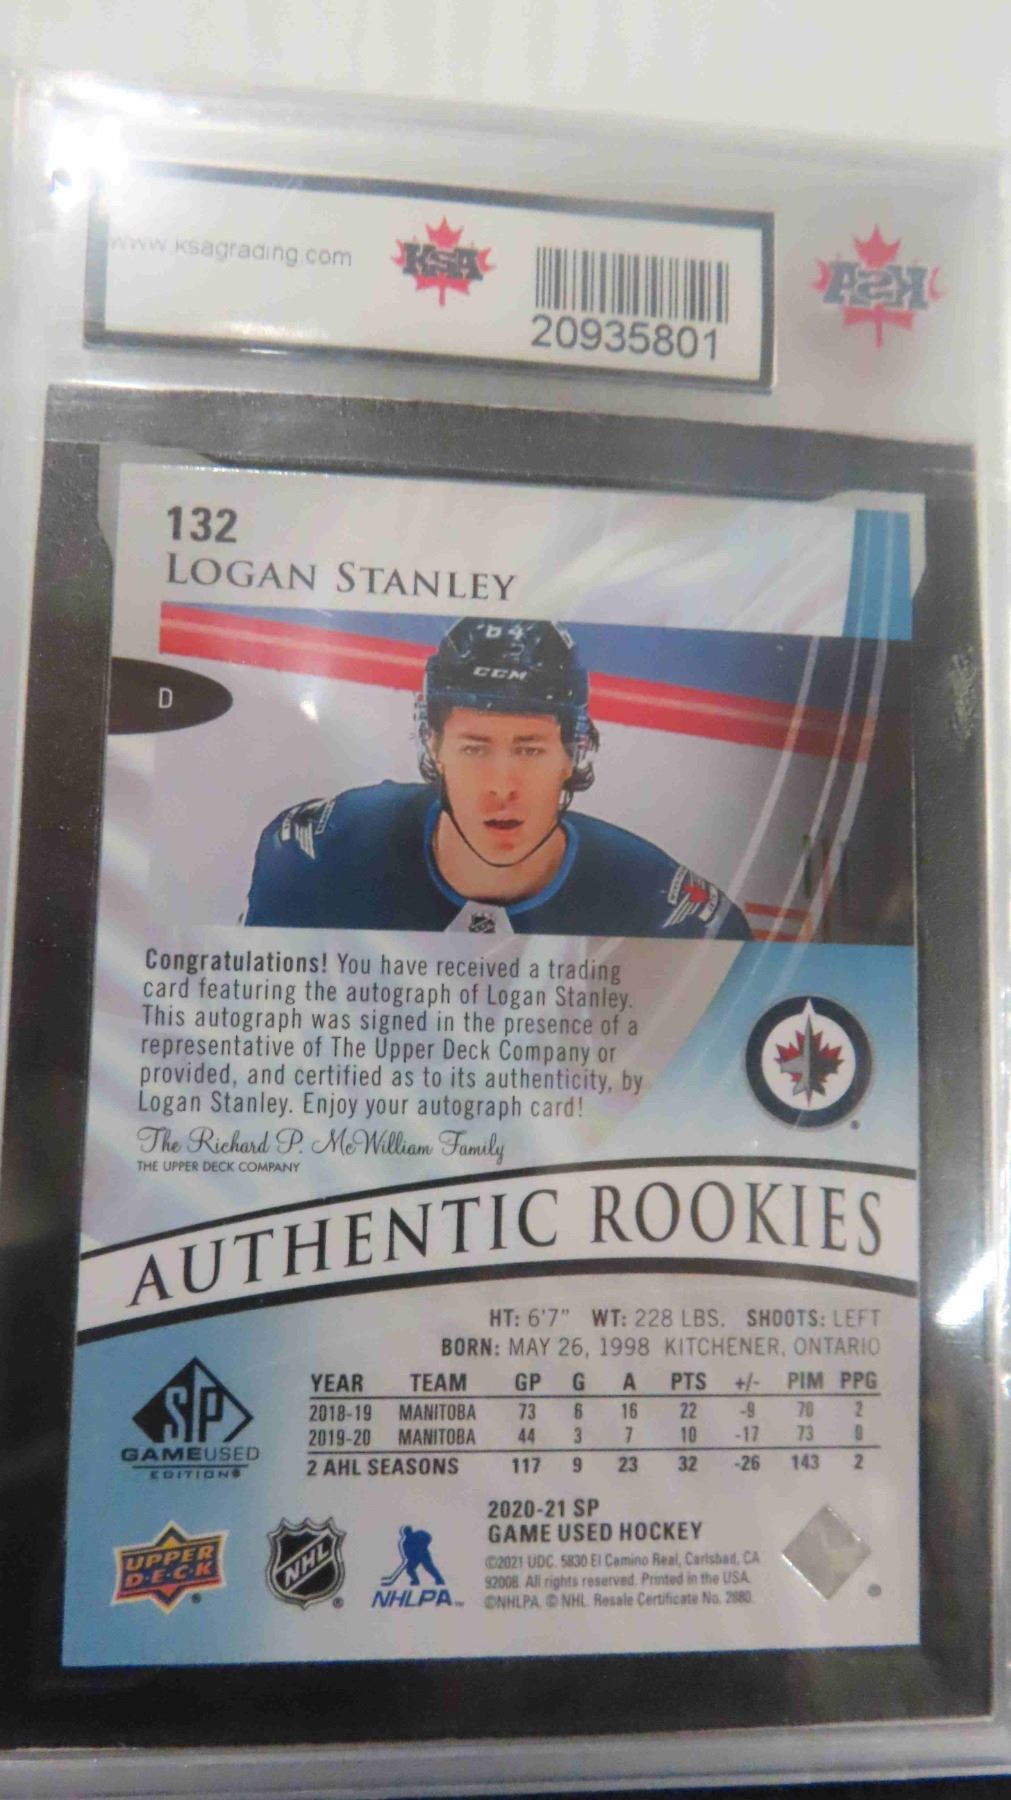 www.ksagrading.com
KSA
20935801
KSA
132
LOGAN STANLEY
64
CCM
D
Congratulations! You have received a trading
card featuring the autograph of Logan Stanley.
This autograph was signed in the presence of a
representative of The Upper Deck Company or
provided, and certified as to its authenticity, by
Logan Stanley. Enjoy your autograph card!
The Richard P. McWilliam Family
THE UPPER DECK COMPANY
AUTHENTIC ROOKIES
HT: 6'7" WT: 228 LBS. SHOOTS: LEFT
BORN: MAY 26, 1998 KITCHENER, ONTARIO
YEAR TEAM GP G A PTS +/- PIM PPG
2018-19 MANITOBA 73 6 16 22 -9 70 2
2019-20 MANITOBA 44 3 7 10 -17 73 0
2 AHL SEASONS 117 9 23 32 -26 143 2
SP
GAMEUSED
EDITION®
2020-21 SP
GAME USED HOCKEY
©2021 UDC. 5830 El Camino Real, Carlsbad, CA
92008. All rights reserved. Printed in the USA.
©NHLPA. © NHL. Resale Certificate No. 2880.
UPPER
D·E·C·K
NHL
NHLPA™